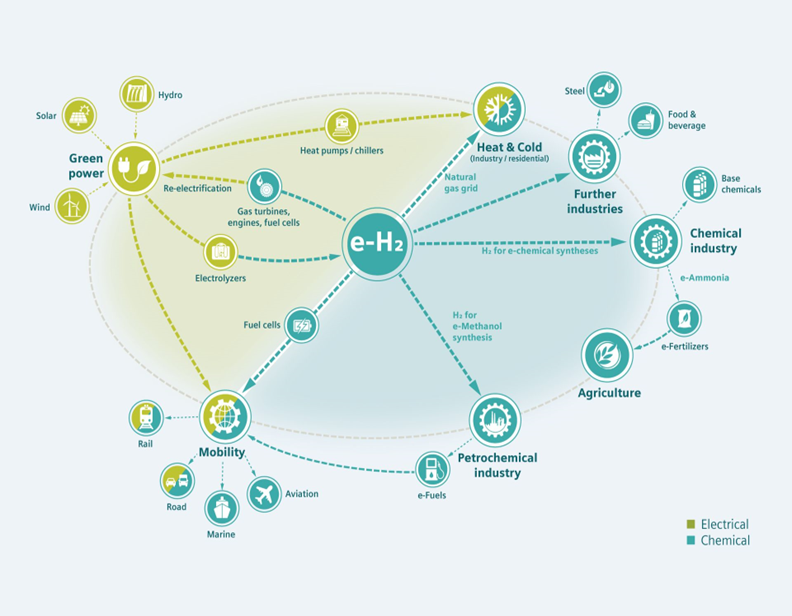 Hydro
Solar
Green
power
Wind
Heat pumps / chillers
Re-electrification
Gas turbines,
engines, fuel cells
Electrolyzers
e-H₂
Heat & Cold
(Industry / residential)
Natural
gas grid
Steel
Food &
beverage
Further
industries
Base
chemicals
Chemical
industry
H₂ for e-chemical syntheses
e-Ammonia
e-Fertilizers
Agriculture
H₂ for
e-Methanol
synthesis
Fuel cells
Rail
Mobility
Road
Marine
Aviation
e-Fuels
Petrochemical
industry
Electrical
Chemical